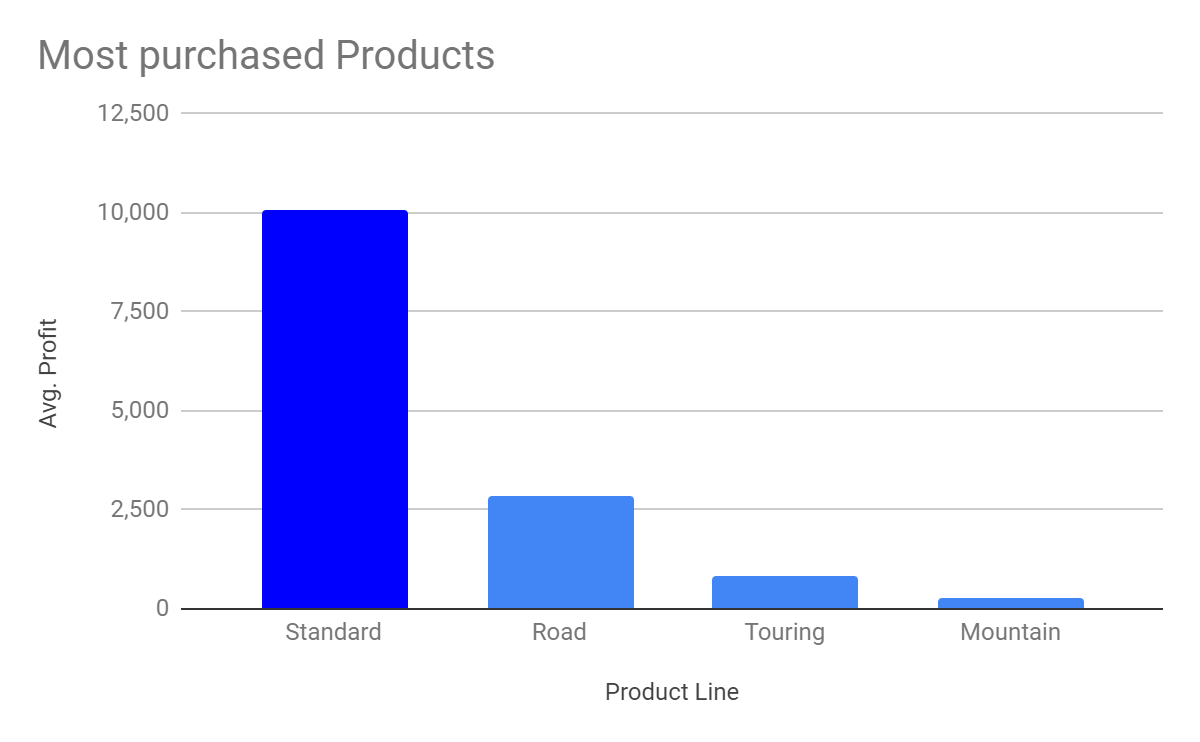 Most purchased Products
12,500
10,000
7,500
5,000
2,500
0
Avg. Profit
Standard Road Touring Mountain
Product Line